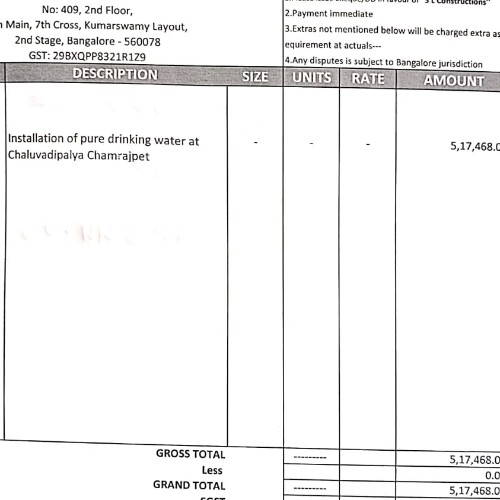 No: 409, 2nd Floor,
Main, 7th Cross, Kumarswamy Layout,
2nd Stage, Bangalore - 560078
GST: 29BXQPP8321R1Z9
in favour of "S L Constructions"
2.Payment immediate
3.Extras not mentioned below will be charged extra as
equirement at actuals---
4.Any disputes is subject to Bangalore jurisdiction
DESCRIPTION SIZE UNITS RATE AMOUNT
Installation of pure drinking water at - - - 5,17,468.0
Chaluvadipalya Chamrajpet
GROSS TOTAL --------- 5,17,468.0
Less 0.0
GRAND TOTAL --------- 5,17,468.0